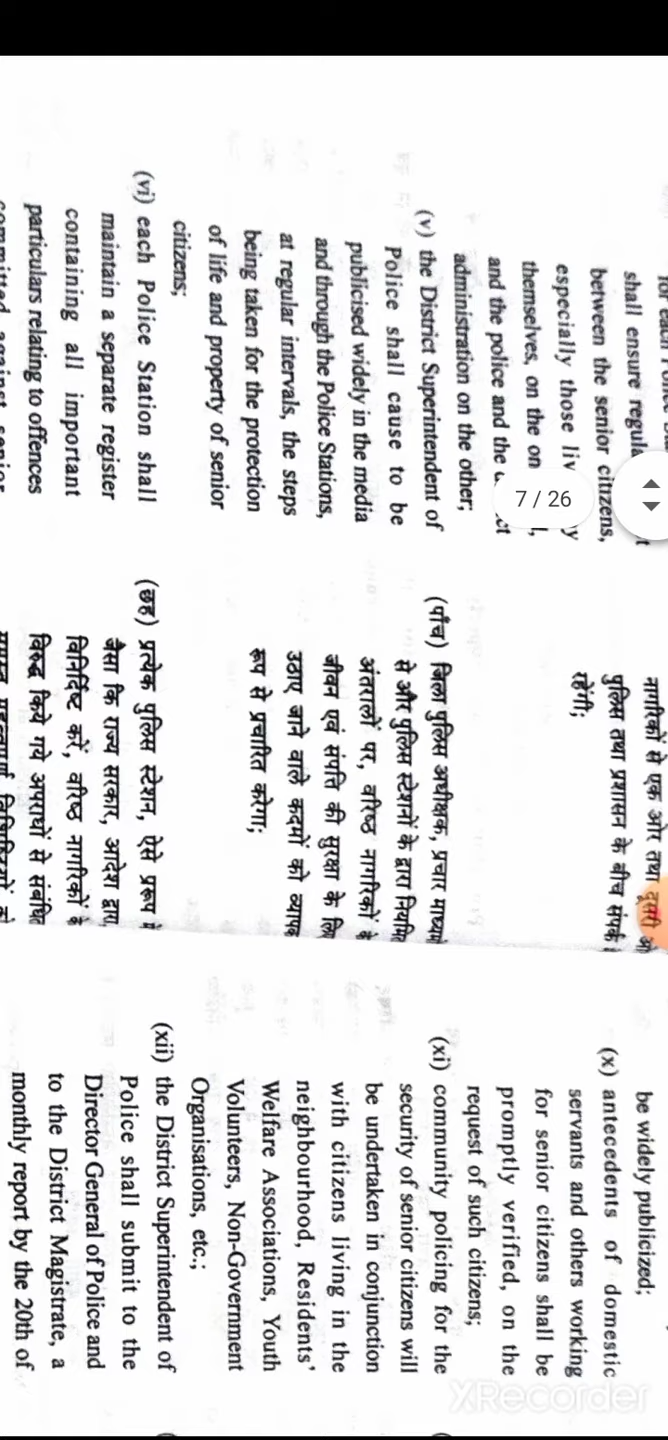 shall ensure
between the senior citizens,
especially those
themselves, on the
and the police and the
administration on the other;
(v) the District Superintendent of
Police shall cause to be
publicised widely in the media
and through the Police Stations,
at regular intervals, the steps
being taken for the protection
of life and property of senior
citizens;
(vi) each Police Station shall
maintain a separate register
containing all important
particulars relating to offences
committed against senior
नागरिकों से एक ओर तथा दूसरी
पुलिस तथा प्रशासन के बीच संपर्क
रहेंगी;
(पाँच) जिला पुलिस अधीक्षक, प्रचार
से और पुलिस स्टेशनों के द्वारा
अंतरालों पर, वरिष्ठ नागरिकों
जीवन एवं संपति की सुरक्षा के
उठाए जाने वाले कदमों को
रूप से प्रचारित करेगा;
(छह) प्रत्येक पुलिस स्टेशन, ऐसे प्ररूप
जैसा कि राज्य सरकार, आदेश द्वारा,
विनिर्दिष्ट करें, वरिष्ठ नागरिकों
विरुद्ध किये गये अपराधों से संबंधित
be widely publicized;
(x) antecedents of domestic
servants and others working
for senior citizens shall be
promptly verified, on the
request of such citizens;
(xi) community policing for the
security of senior citizens will
be undertaken in conjunction
with citizens living in the
neighbourhood, Residents'
Welfare Associations, Youth
Volunteers, Non-Government
Organisations, etc.;
(xii) the District Superintendent of
Police shall submit to the
Director General of Police and
to the District Magistrate, a
monthly report by the 20th of
7 / 26
XRecorder